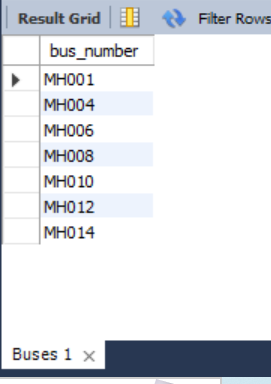 Result Grid Filter Rows
bus_number
MH001
MH004
MH006
MH008
MH010
MH012
MH014
Buses 1